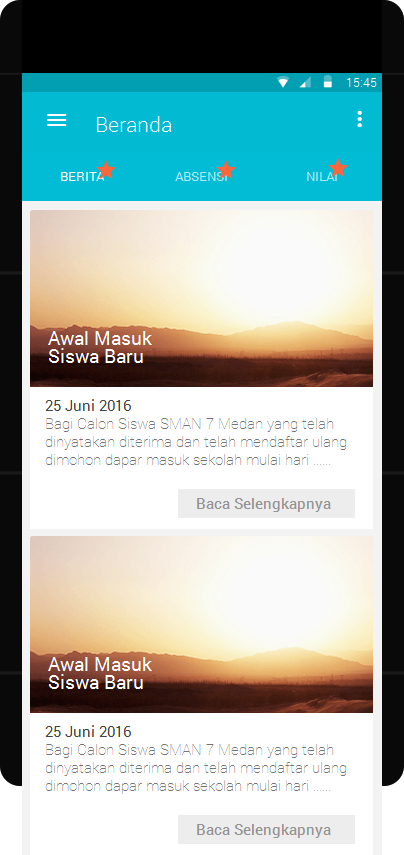 15:45
Beranda
BERITA ABSENSI NILAI
Awal Masuk
Siswa Baru
25 Juni 2016
Bagi Calon Siswa SMAN 7 Medan yang telah
dinyatakan diterima dan telah mendaftar ulang
dimohon dapar masuk sekolah mulai hari ......
Baca Selengkapnya
Awal Masuk
Siswa Baru
25 Juni 2016
Bagi Calon Siswa SMAN 7 Medan yang telah
dinyatakan diterima dan telah mendaftar ulang
dimohon dapar masuk sekolah mulai hari ......
Baca Selengkapnya